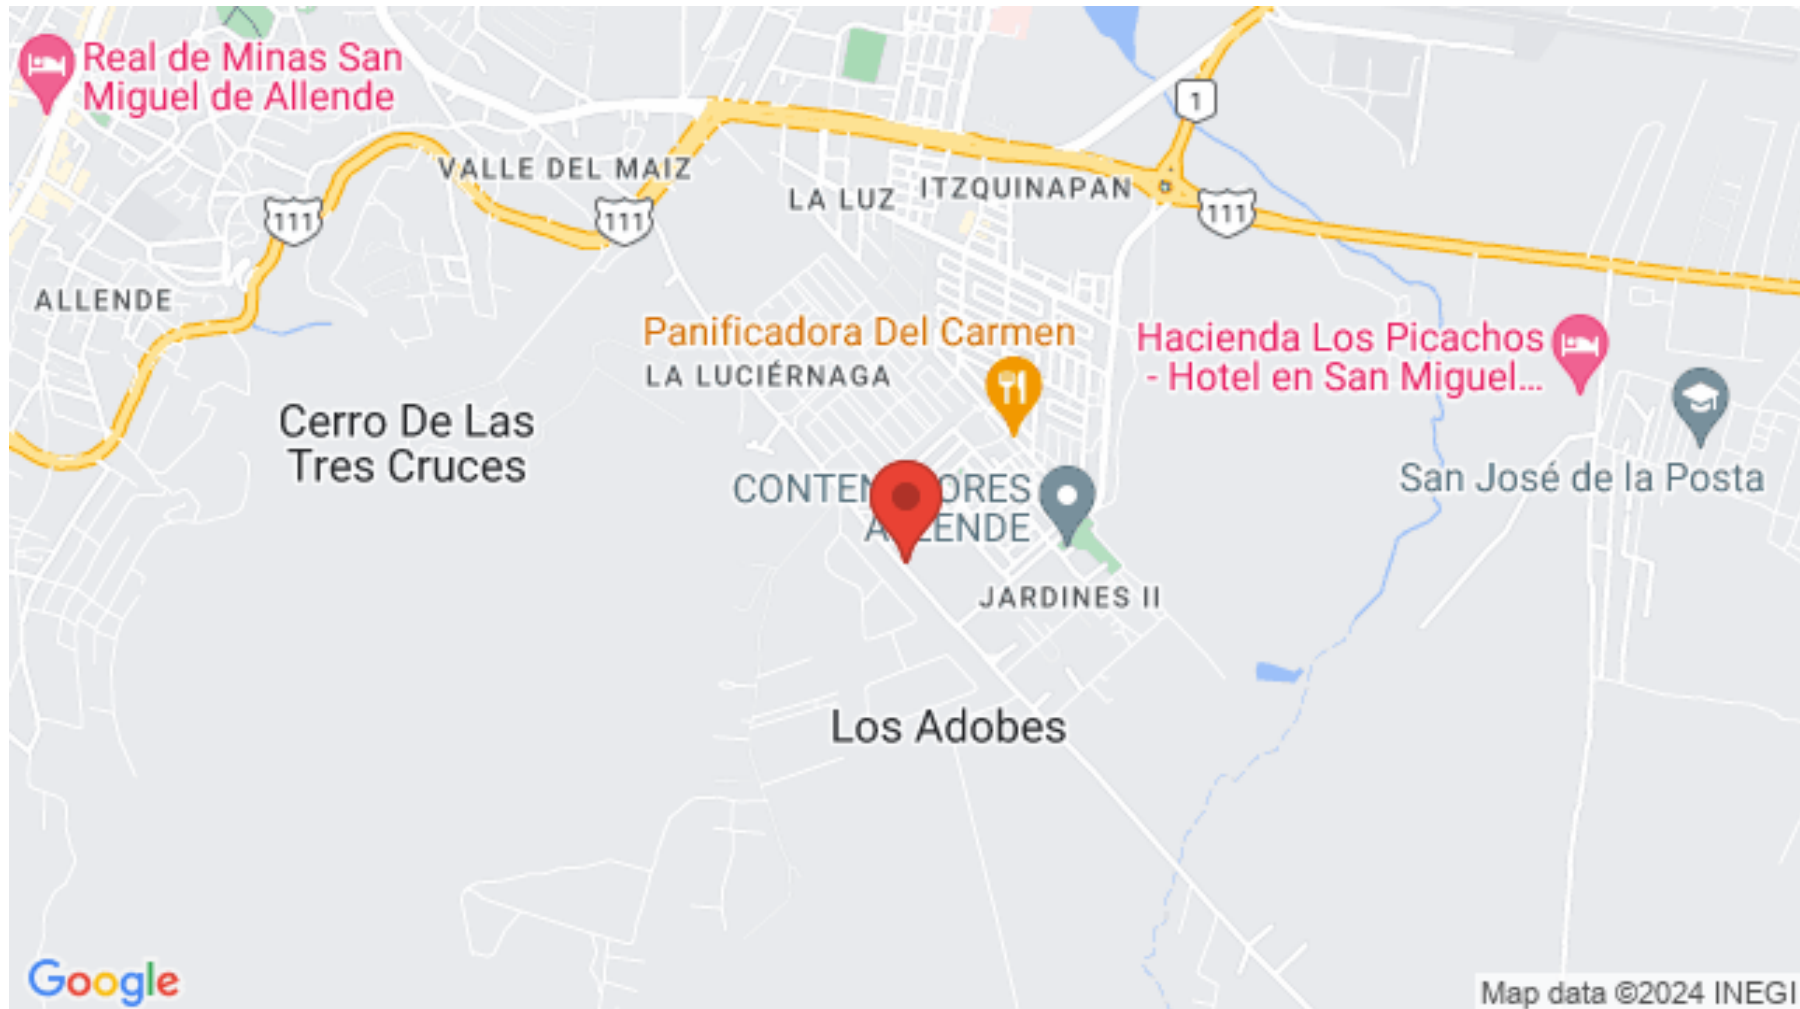 Real de Minas San
Miguel de Allende
1
VALLE DEL MAIZ
LA LUZ
ITZQUINAPAN
111
111
111
ALLENDE
Panificadora Del Carmen
LA LUCIÉRNAGA
Hacienda Los Picachos
- Hotel en San Miguel...
Cerro De Las
Tres Cruces
San José de la Posta
JARDINES II
Los Adobes
Google
Map data ©2024 INEGI